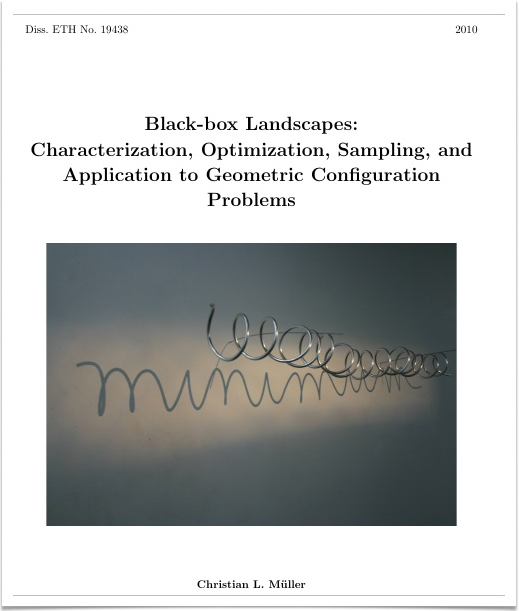 Diss. ETH No. 19438 2010
Black-box Landscapes:
Characterization, Optimization, Sampling, and
Application to Geometric Configuration
Problems
minimum
Christian L. Müller